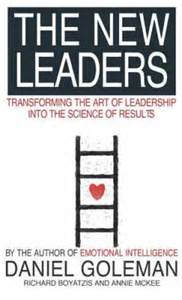 THE NEW
LEADERS
TRANSFORMING THE ART OF LEADERSHIP
INTO THE SCIENCE OF RESULTS
BY THE AUTHOR OF EMOTIONAL INTELLIGENCE
DANIEL GOLEMAN
RICHARD BOYATZIS AND ANNIE MCKEE